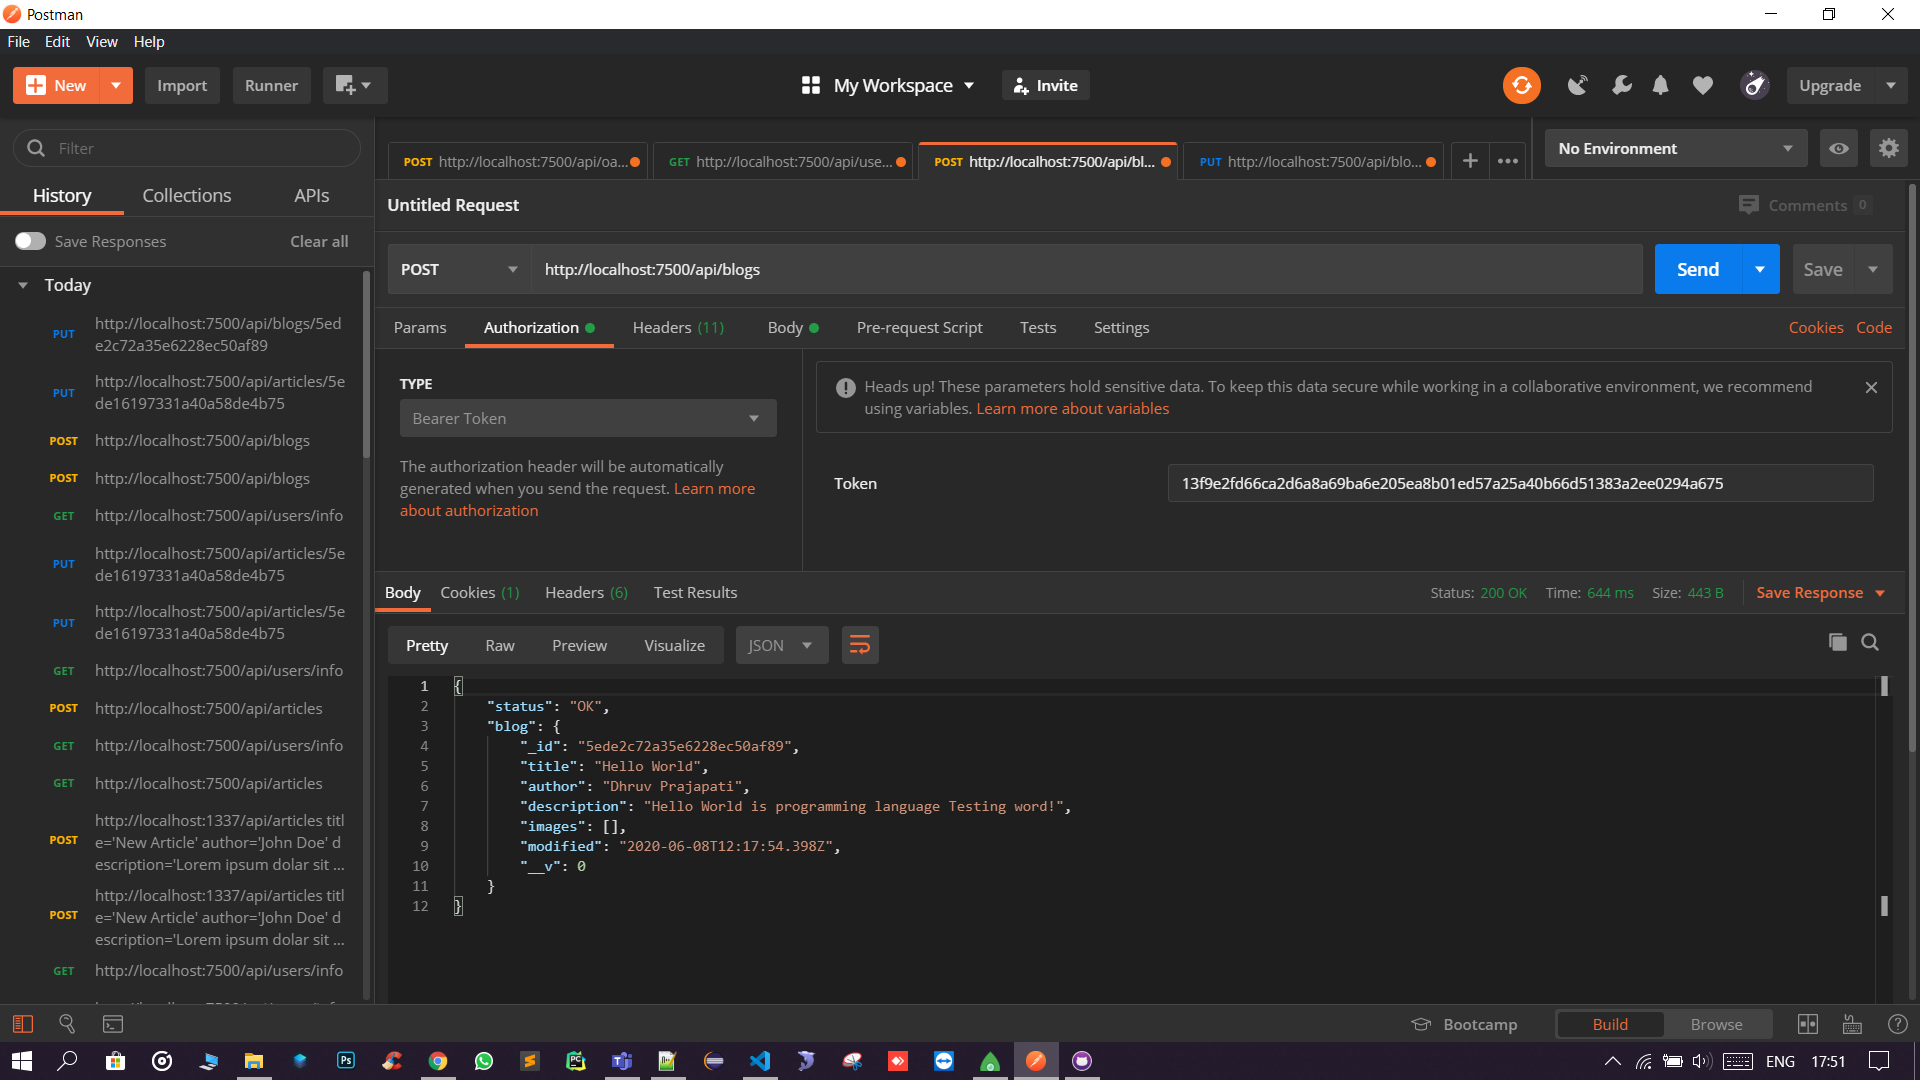 Postman
File Edit View Help
New Import Runner My Workspace Invite Upgrade
Filter
History Collections APIs
Save Responses Clear all
Today
PUT http://localhost:7500/api/blogs/5ed
e2c72a35e6228ec50af89
PUT http://localhost:7500/api/articles/5e
de16197331a40a58de4b75
POST http://localhost:7500/api/blogs
POST http://localhost:7500/api/blogs
GET http://localhost:7500/api/users/info
PUT http://localhost:7500/api/articles/5e
de16197331a40a58de4b75
PUT http://localhost:7500/api/articles/5e
de16197331a40a58de4b75
GET http://localhost:7500/api/users/info
POST http://localhost:7500/api/articles
GET http://localhost:7500/api/users/info
GET http://localhost:7500/api/articles
POST http://localhost:1337/api/articles titl
e='New Article' author='John Doe' d
escription='Lorem ipsum dolar sit ...
POST http://localhost:1337/api/articles titl
e='New Article' author='John Doe' d
escription='Lorem ipsum dolar sit ...
GET http://localhost:7500/api/users/info
POST http://localhost:7500/api/oa... GET http://localhost:7500/api/use... POST http://localhost:7500/api/bl... PUT http://localhost:7500/api/blo... No Environment
Untitled Request Comments 0
POST http://localhost:7500/api/blogs Send Save
Params Authorization Headers (11) Body Pre-request Script Tests Settings Cookies Code
TYPE
Bearer Token
The authorization header will be automatically
generated when you send the request. Learn more
about authorization
Heads up! These parameters hold sensitive data. To keep this data secure while working in a collaborative environment, we recommend
using variables. Learn more about variables
Token 13f9e2fd66ca2d6a8a69ba6e205ea8b01ed57a25a40b66d51383a2ee0294a675
Body Cookies (1) Headers (6) Test Results Status: 200 OK Time: 644 ms Size: 443 B Save Response
Pretty Raw Preview Visualize JSON
1 {
2 "status": "OK",
3 "blog": {
4 "_id": "5ede2c72a35e6228ec50af89",
5 "title": "Hello World",
6 "author": "Dhruv Prajapati",
7 "description": "Hello World is programming language Testing word!",
8 "images": [],
9 "modified": "2020-06-08T12:17:54.398Z",
10 "__v": 0
11 }
12 }
Bootcamp Build Browse
Ps PC ENG 17:51